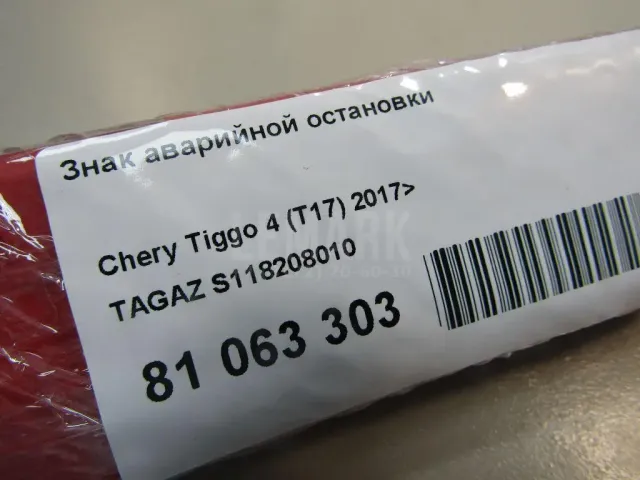 Знак аварийной остановки
Chery Tiggo 4 (T17) 2017>
TAGAZ S118208010
81 063 303